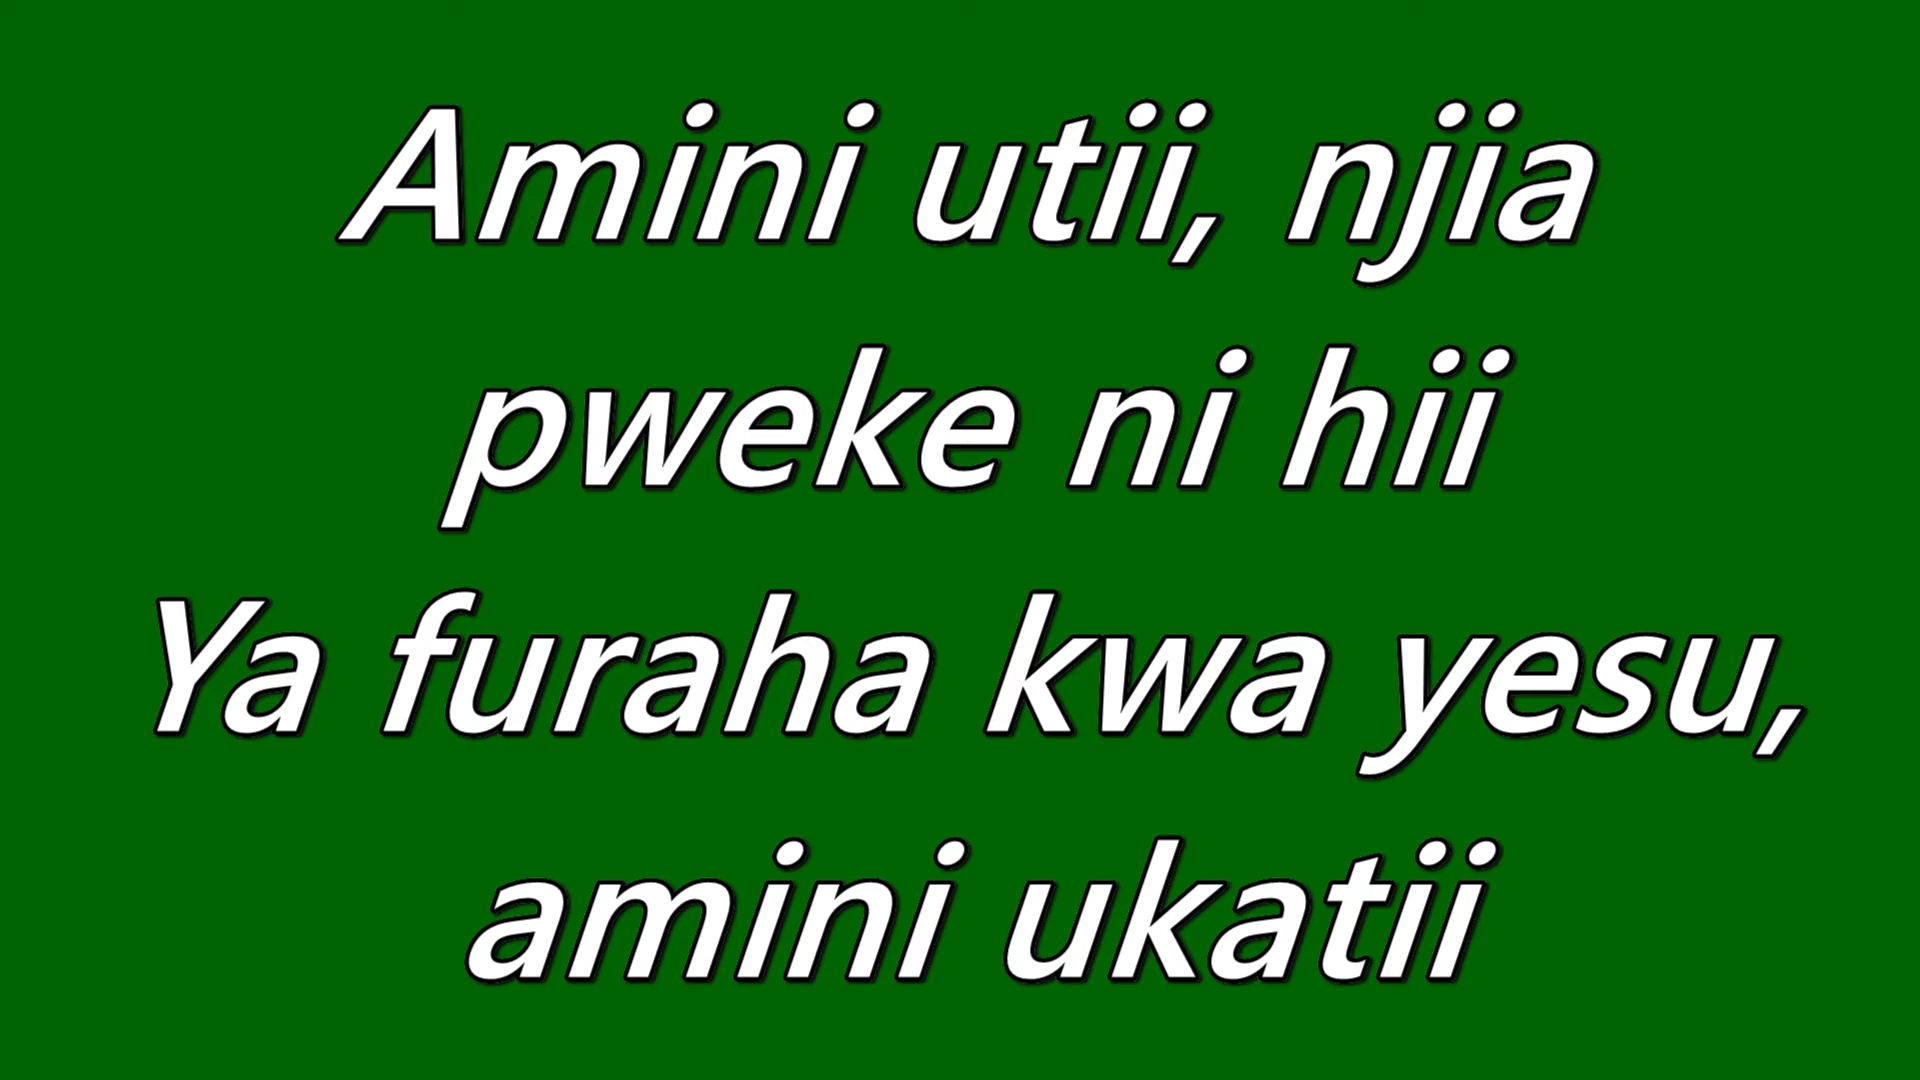 Amini utii, njia
pweke ni hii
Ya furaha kwa yesu,
amini ukatii